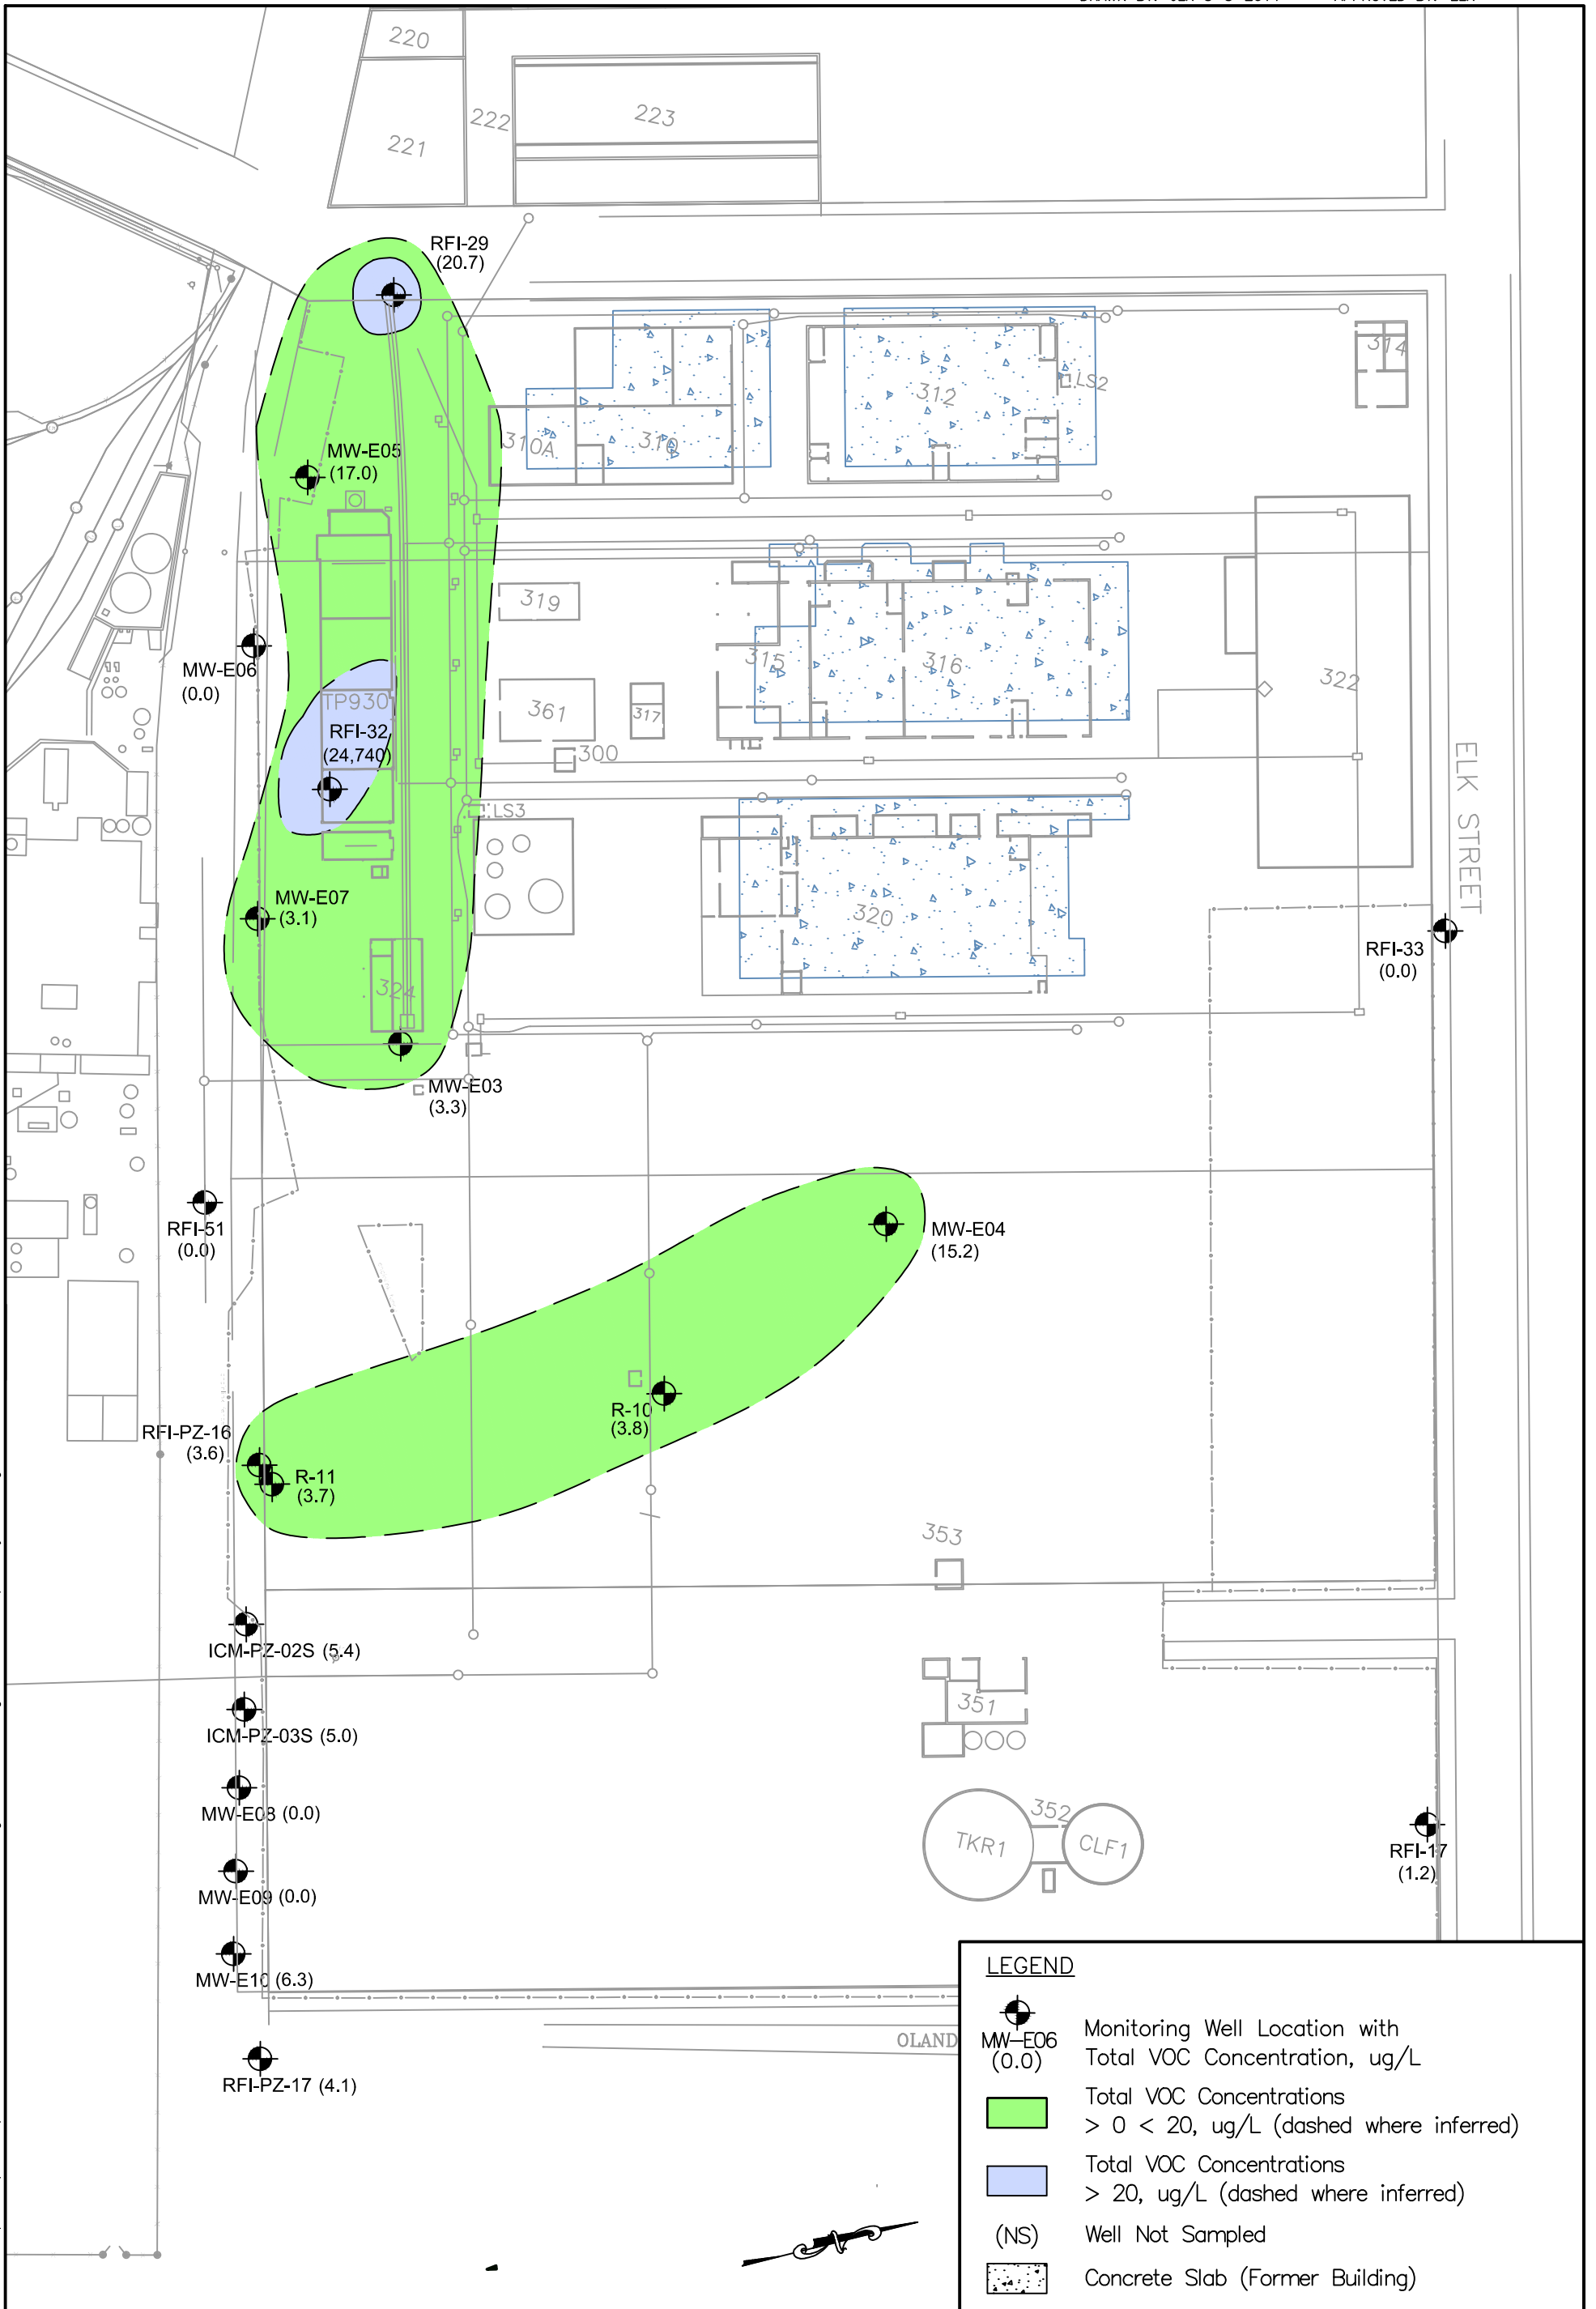 220
221
222
223
RFI-29
(20.7)
314
312
LS2
310A
310
MW-E05
(17.0)
319
315
316
322
MW-E06
(0.0)
TP930
361
317
RFI-32
(24,740)
300
ELK STREET
LS3
MW-E07
(3.1)
320
RFI-33
(0.0)
324
MW-E03
(3.3)
RFI-51
(0.0)
MW-E04
(15.2)
R-10
(3.8)
RFI-PZ-16
(3.6)
R-11
(3.7)
353
ICM-PZ-02S (5.4)
351
ICM-PZ-03S (5.0)
MW-E08 (0.0)
352
TKR1
CLF1
RFI-17
(1.2)
MW-E09 (0.0)
MW-E10 (6.3)
RFI-PZ-17 (4.1)
OLAND
LEGEND
MW-E06
(0.0)
Monitoring Well Location with
Total VOC Concentration, ug/L
Total VOC Concentrations
> 0 < 20, ug/L (dashed where inferred)
Total VOC Concentrations
> 20, ug/L (dashed where inferred)
(NS)
Well Not Sampled
Concrete Slab (Former Building)
N